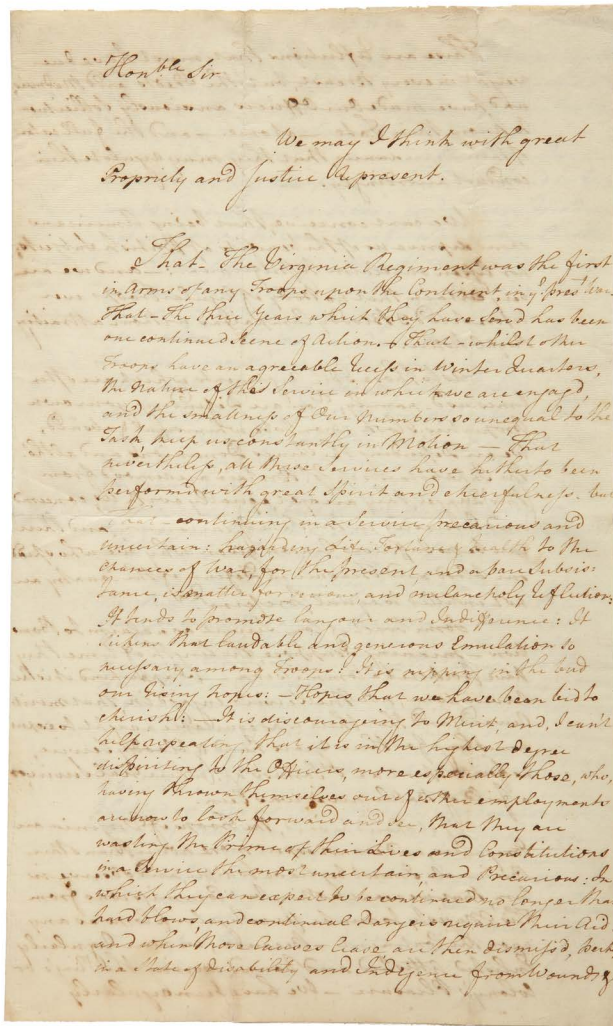 Honble Sir
We may I think with great
Propriety and Justice represent.
That - The Virginia Regiment was the first
in Arms of any Troops upon the Continent in ye presr War.
That - The three Years which they have Serv'd has been
one continued Scene of Action. - That - whilst other
Troops have an agreeable recess in Winter Quarters,
the Nature of the Service in which we are engagd,
and the smallness of Our Numbers so unequal to the
Task, keep us constantly in Motion - That
nevertheless, all these Services have hitherto been
performd with great Spirit and cheerfulness. but
continuing in a Service precarious and
uncertain: hazarding Life Fortune & Health to the
chances of War, for the present, and a bare Subsis-
tance, is matter for serious, and melancholy reflection:
It tends to promote langour and Indifference: It
sickens that laudable and generous Emulation so
necessary among Troops: It is nipping in the bud
our rising hopes: - Hopes that we have been bid to
cherish: - It is discourageing to Merit, and, I can't
help repeating, that it is in the highest degree
dispiriting to the Officers, more especially those, who,
having thrown themselves out of other employments
are now to look forward and see, that they are
wasting the Prime of their Lives and Constitutions
in a Service the most uncertain, and Precarious: In
which they can expect to be continued no longer than
hard blows and continual Dangers require their Aid
and when those Causes Cease, are then dismiss'd, perh
in a State of disability and Indigence from Wounds &